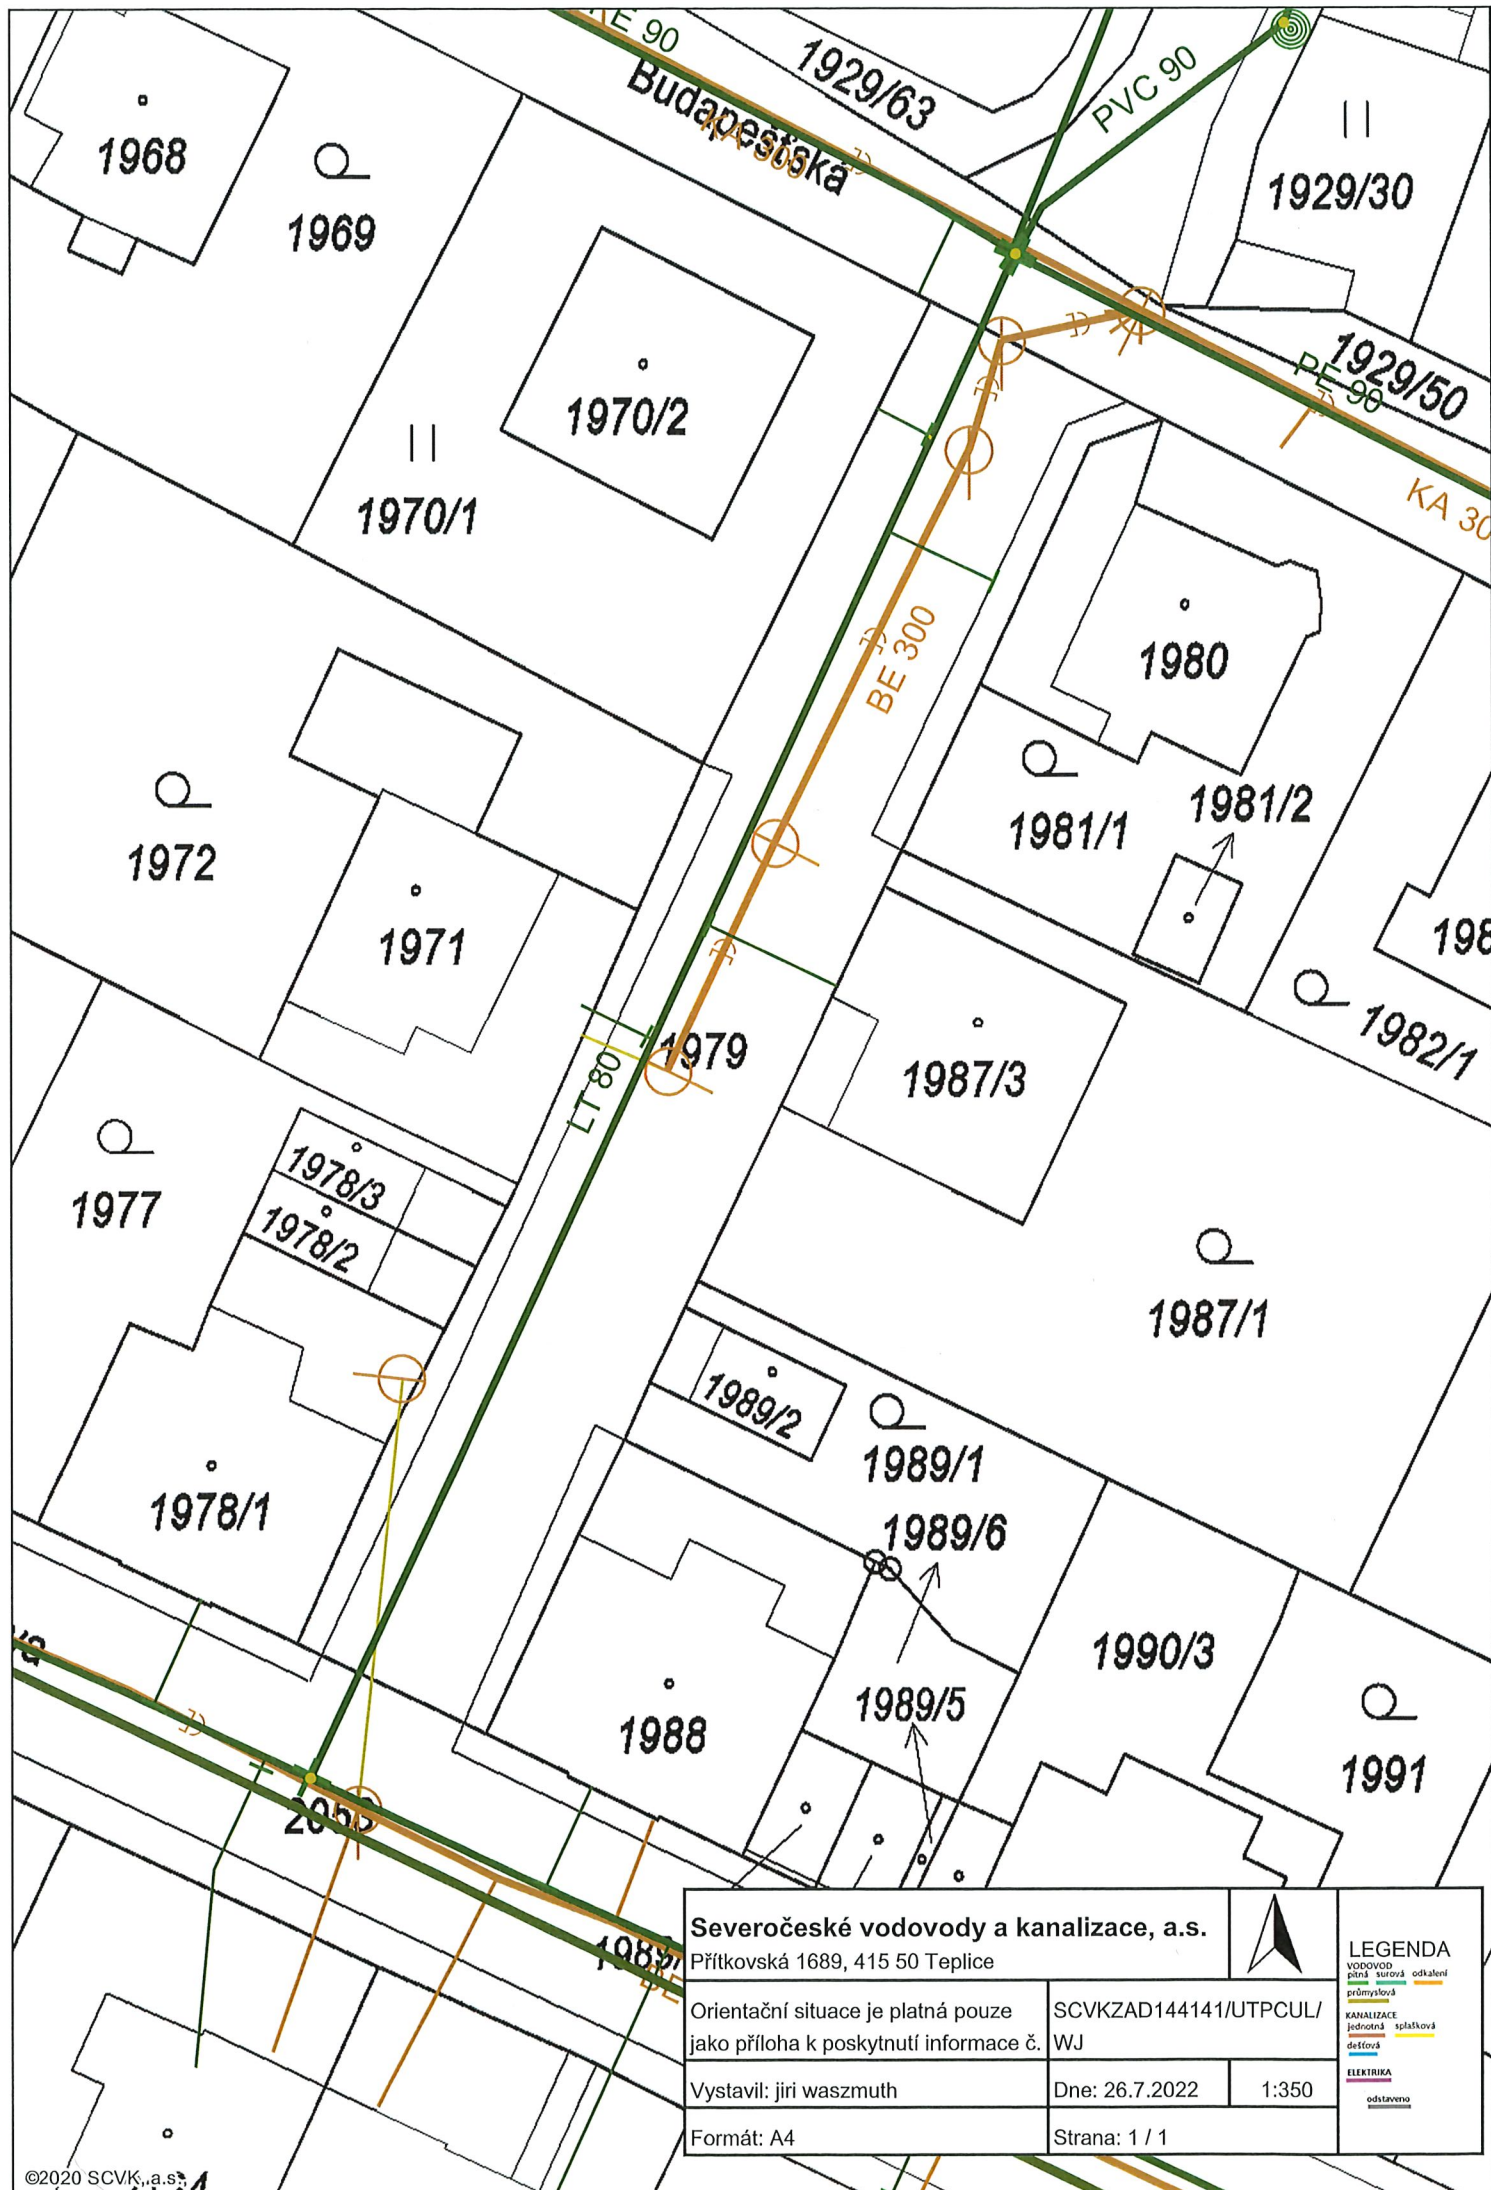 PE 90
1929/63
PVC 90
Budapešťská
KA 300
1968
1929/30
1969
1929/50
PE 90
1970/2
KA 30
1970/1
BE 300
1980
1981/2
1981/1
1972
1971
198
1982/1
1979
1987/3
LT 80
1978/3
1977
1978/2
1987/1
1989/2
1989/1
1978/1
1989/6
1990/3
va
1989/5
1988
1991
1989/
BE
Severočeské vodovody a kanalizace, a.s.
Přítkovská 1689, 415 50 Teplice
Orientační situace je platná pouze
jako příloha k poskytnutí informace č.
SCVKZAD144141/UTPCUL/
WJ
Vystavil: jiri waszmuth
Dne: 26.7.2022
1:350
Formát: A4
Strana: 1 / 1
LEGENDA
VODOVOD
pitná surová odkalení
průmyslová
KANALIZACE
jednotná splašková
dešťová
ELEKTRIKA
odstaveno
©2020 SCVK, a.s.